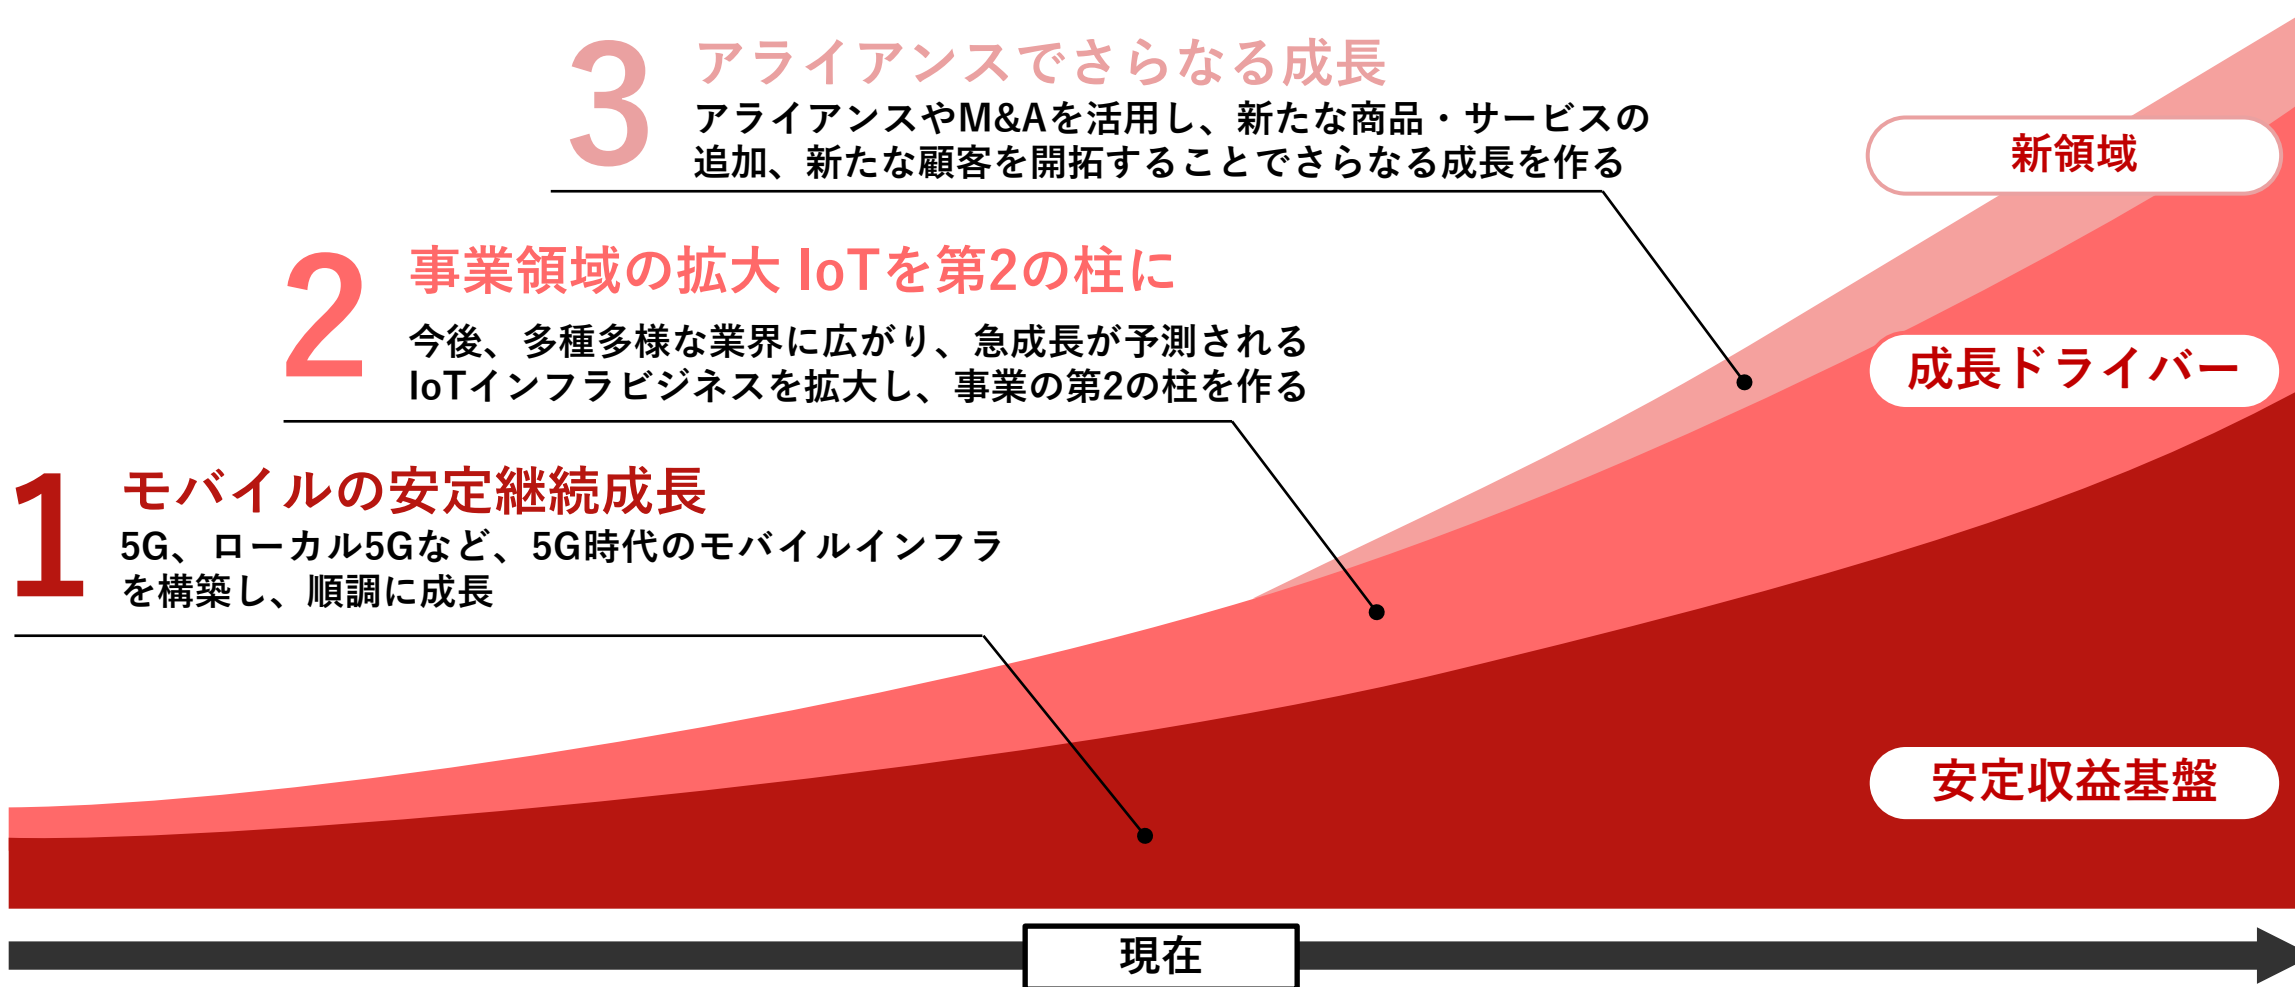 3
アライアンスでさらなる成長
アライアンスやM&Aを活用し、新たな商品・サービスの
追加、新たな顧客を開拓することでさらなる成長を作る
新領域
2
事業領域の拡大 IoTを第2の柱に
今後、多種多様な業界に広がり、急成長が予測される
IoTインフラビジネスを拡大し、事業の第2の柱を作る
成長ドライバー
1
モバイルの安定継続成長
5G、ローカル5Gなど、5G時代のモバイルインフラ
を構築し、順調に成長
安定収益基盤
現在